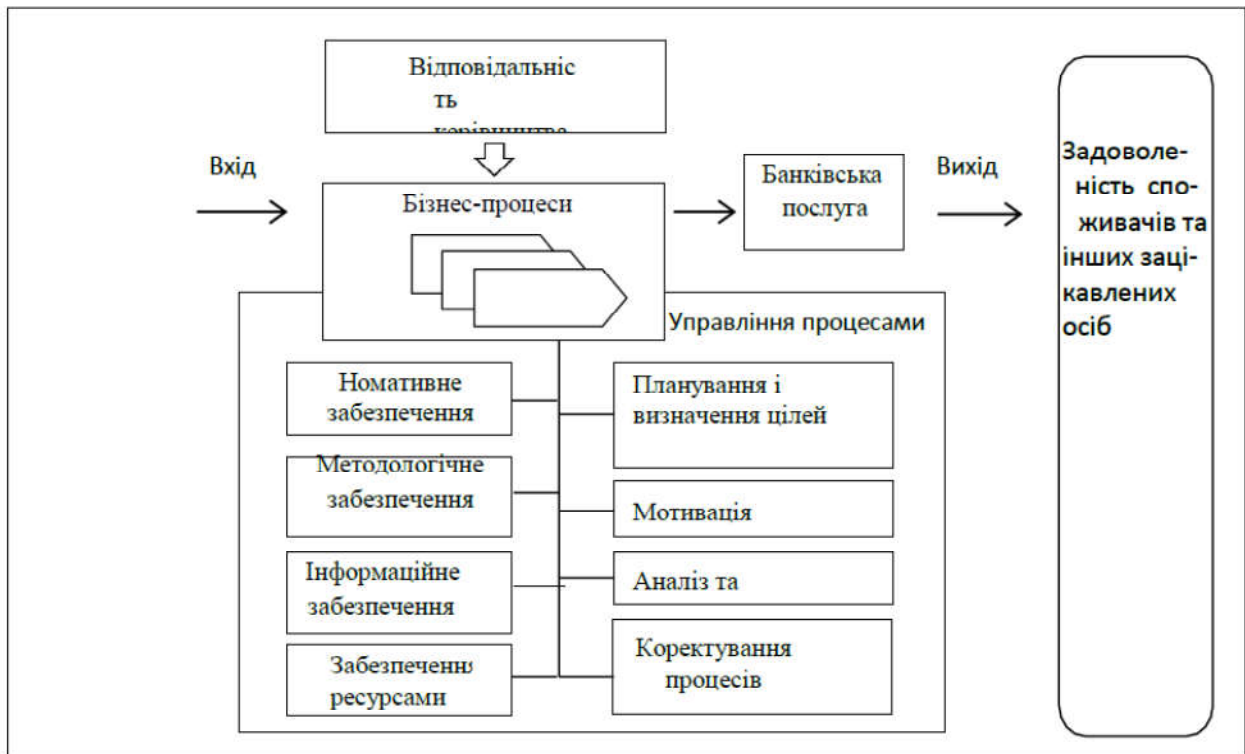 Відповідальніс
ть
керівництва
Вхід
Бізнес-процеси
Банківська
послуга
Вихід
Задоволе-
ність спо-
живачів та
інших заці-
кавлених
осіб
Управління процесами
Номативне
забезпечення
Методологічне
забезпечення
Інформаційне
забезпечення
Забезпечення
ресурсами
Планування і
визначення цілей
Мотивація
Аналіз та
Коректування
процесів